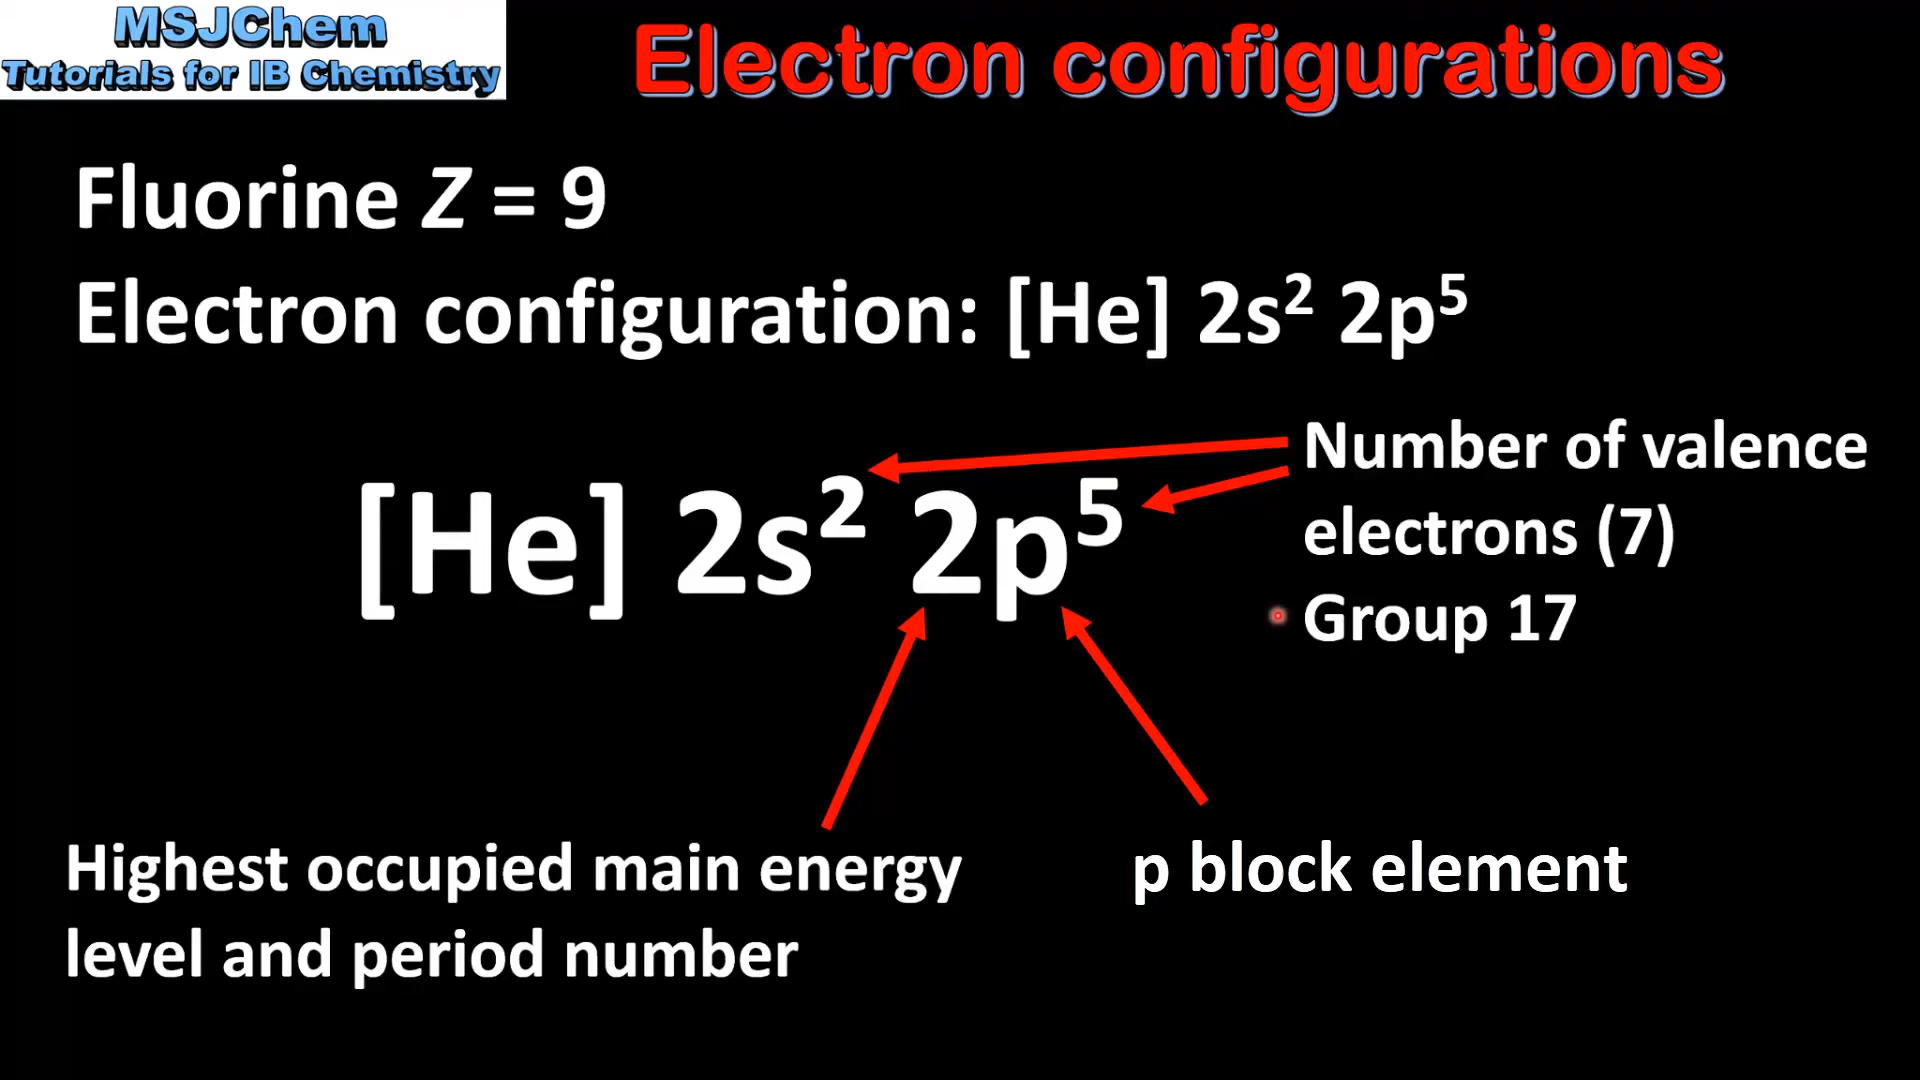 MSJChem
Tutorials for IB Chemistry
Electron configurations
Fluorine Z = 9
Electron configuration: [He] 2s² 2p⁵
Number of valence
electrons (7)
Group 17
[He] 2s² 2p⁵
Highest occupied main energy
level and period number
p block element